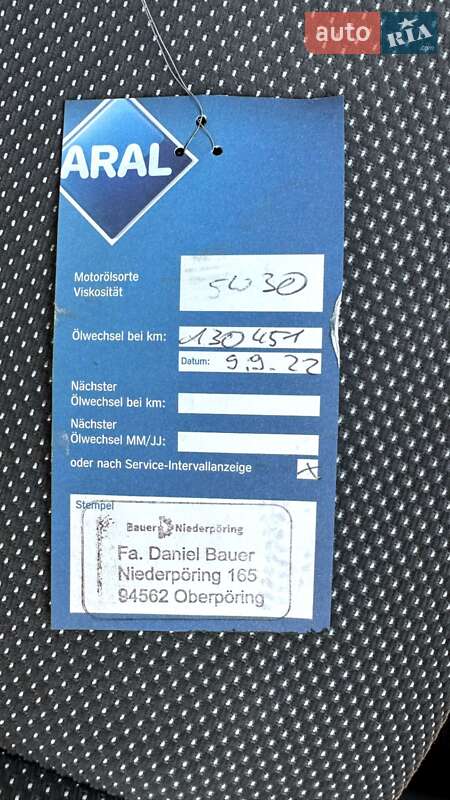 auto RIA .com
ARAL
Motorölsorte
Viskosität
5W30
Ölwechsel bei km: 130451
Datum: 9.9.22
Nächster
Ölwechsel bei km:
Nächster
Ölwechsel MM/JJ:
oder nach Service-Intervallanzeige X
Stempel
Bauer Niederpöring
Fa. Daniel Bauer
Niederpöring 165
94562 Oberpöring